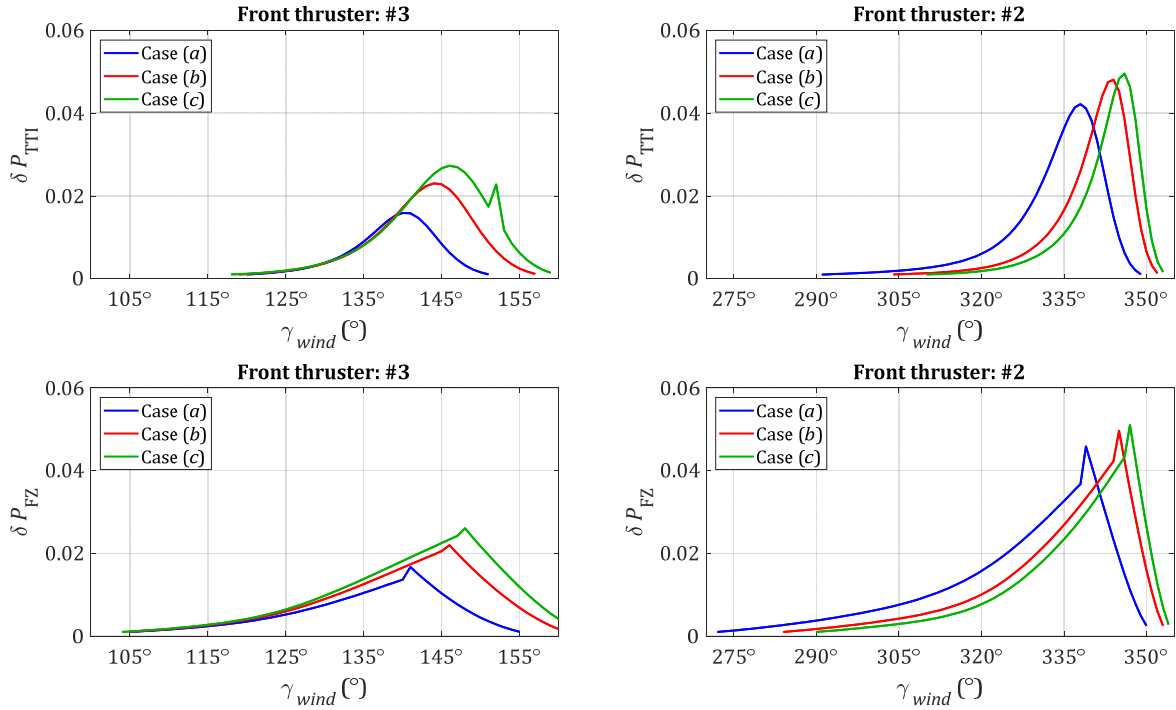 Front thruster: #3
0.06
0.04
0.02
0
δ P_TTI
Case (a)
Case (b)
Case (c)
105° 115° 125° 135° 145° 155°
γ_wind (°)
Front thruster: #2
0.06
0.04
0.02
0
δ P_TTI
Case (a)
Case (b)
Case (c)
275° 290° 305° 320° 335° 350°
γ_wind (°)
Front thruster: #3
0.06
0.04
0.02
0
δ P_FZ
Case (a)
Case (b)
Case (c)
105° 115° 125° 135° 145° 155°
γ_wind (°)
Front thruster: #2
0.06
0.04
0.02
0
δ P_FZ
Case (a)
Case (b)
Case (c)
275° 290° 305° 320° 335° 350°
γ_wind (°)